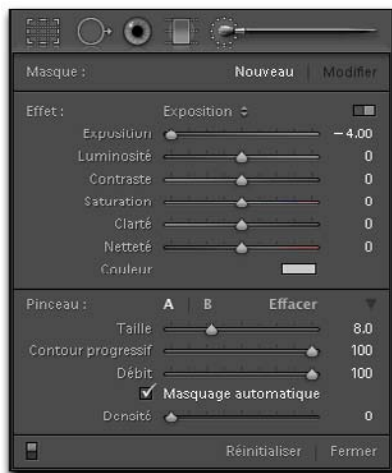 Masque : Nouveau | Modifier
Effet : Exposition
Exposition − 4.00
Luminosité 0
Contraste 0
Saturation 0
Clarté 0
Netteté 0
Couleur
Pinceau : A | B Effacer
Taille 8.0
Contour progressif 100
Débit 100
Masquage automatique
Densité 0
Réinitialiser | Fermer